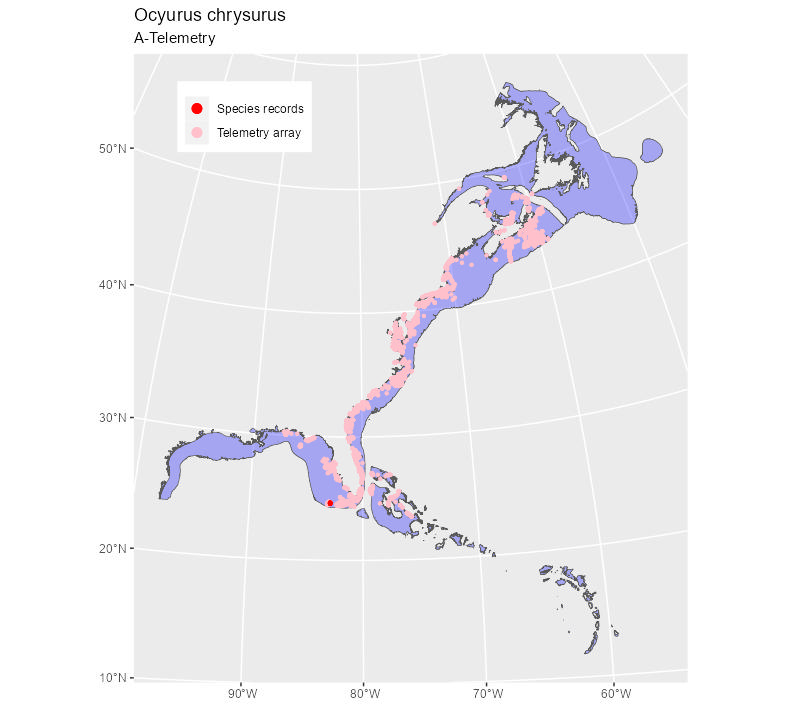 Ocyurus chrysurus
A-Telemetry
Species records
Telemetry array
50°N
40°N
30°N
20°N
10°N
90°W
80°W
70°W
60°W